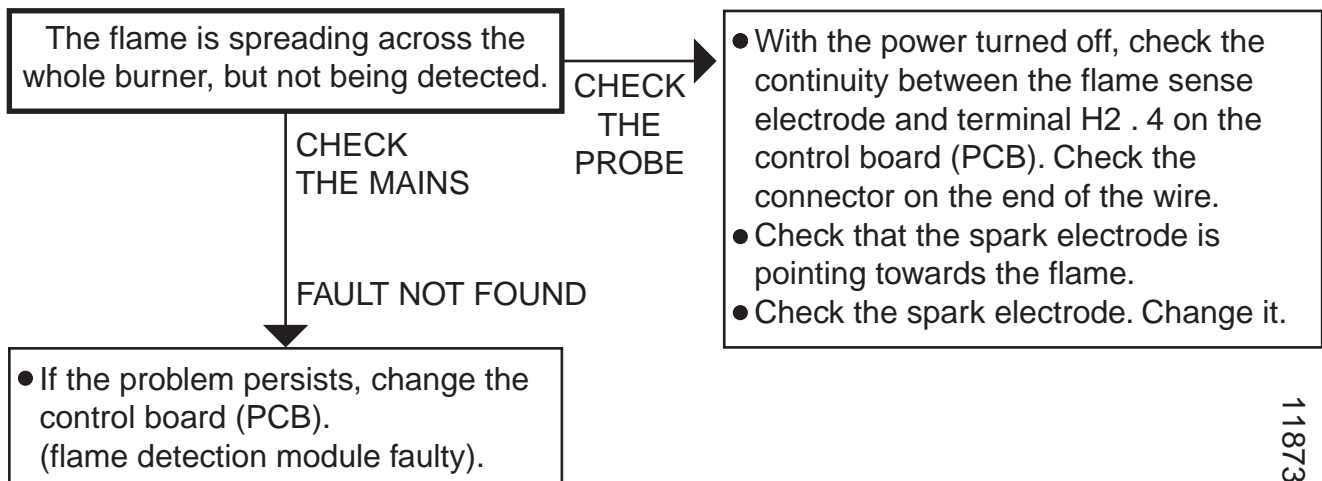 The flame is spreading across the
whole burner, but not being detected.
CHECK
THE
PROBE
• With the power turned off, check the
continuity between the flame sense
electrode and terminal H2 . 4 on the
control board (PCB). Check the
connector on the end of the wire.
• Check that the spark electrode is
pointing towards the flame.
• Check the spark electrode. Change it.
CHECK
THE MAINS
FAULT NOT FOUND
• If the problem persists, change the
control board (PCB).
(flame detection module faulty).
11873